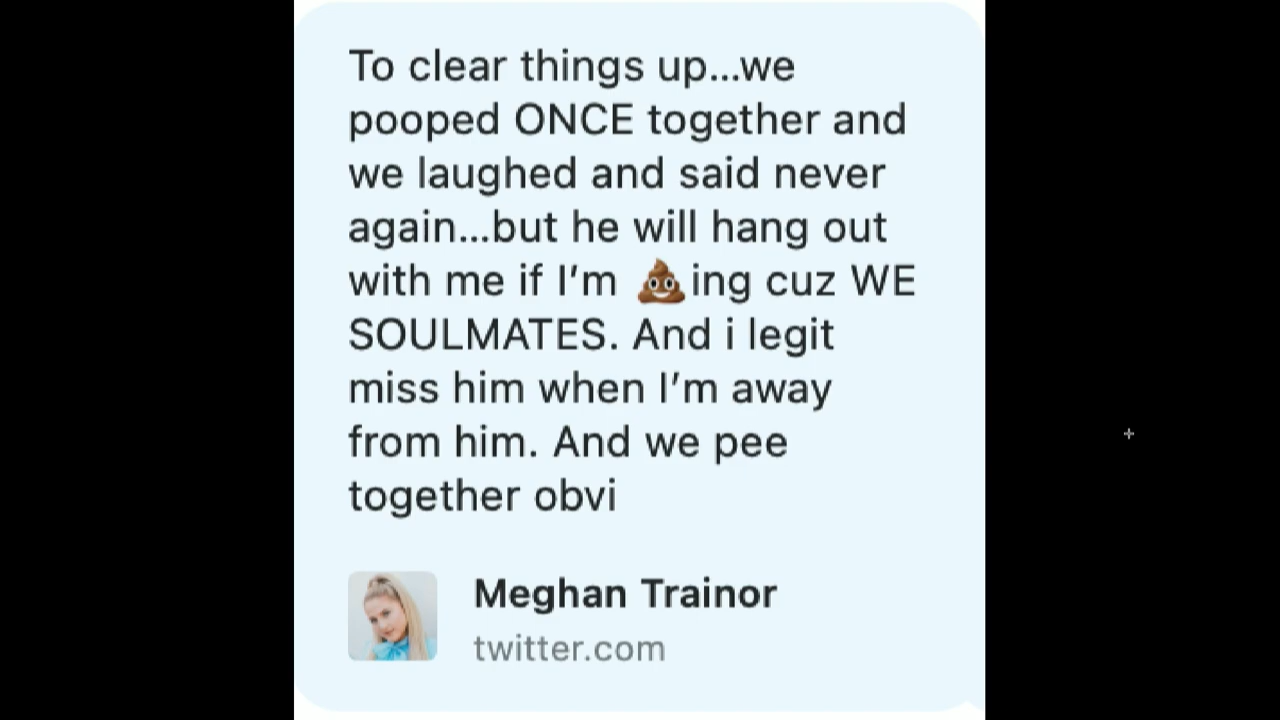 To clear things up...we
pooped ONCE together and
we laughed and said never
again...but he will hang out
with me if I’m 💩ing cuz WE
SOULMATES. And i legit
miss him when I’m away
from him. And we pee
together obvi
Meghan Trainor
twitter.com